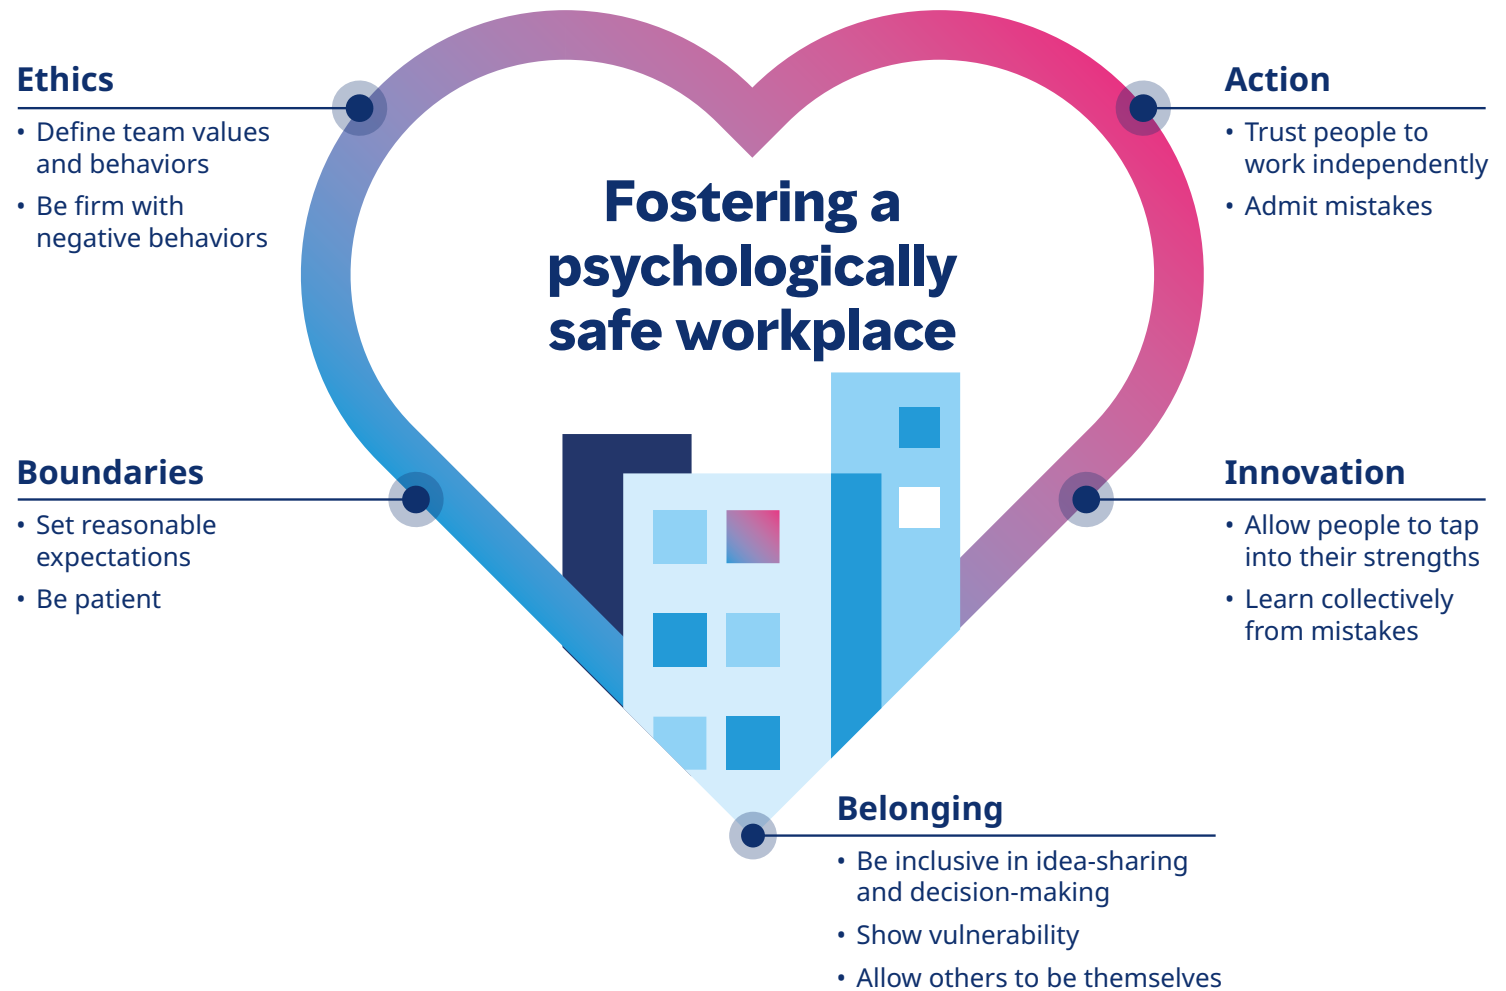 Fostering a
psychologically
safe workplace
Ethics
• Define team values
and behaviors
• Be firm with
negative behaviors
Boundaries
• Set reasonable
expectations
• Be patient
Action
• Trust people to
work independently
• Admit mistakes
Innovation
• Allow people to tap
into their strengths
• Learn collectively
from mistakes
Belonging
• Be inclusive in idea-sharing
and decision-making
• Show vulnerability
• Allow others to be themselves